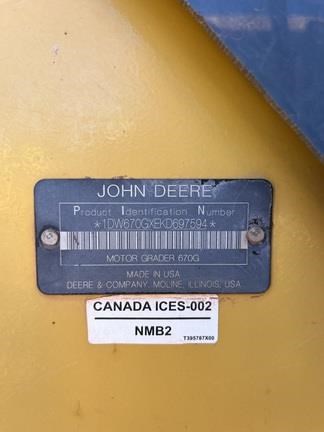 JOHN DEERE
Product Identification Number
*1DW670GXEKD697594*
MOTOR GRADER 670G
MADE IN USA
DEERE & COMPANY, MOLINE, ILLINOIS, USA
CANADA ICES-002
NMB2
T395787X00